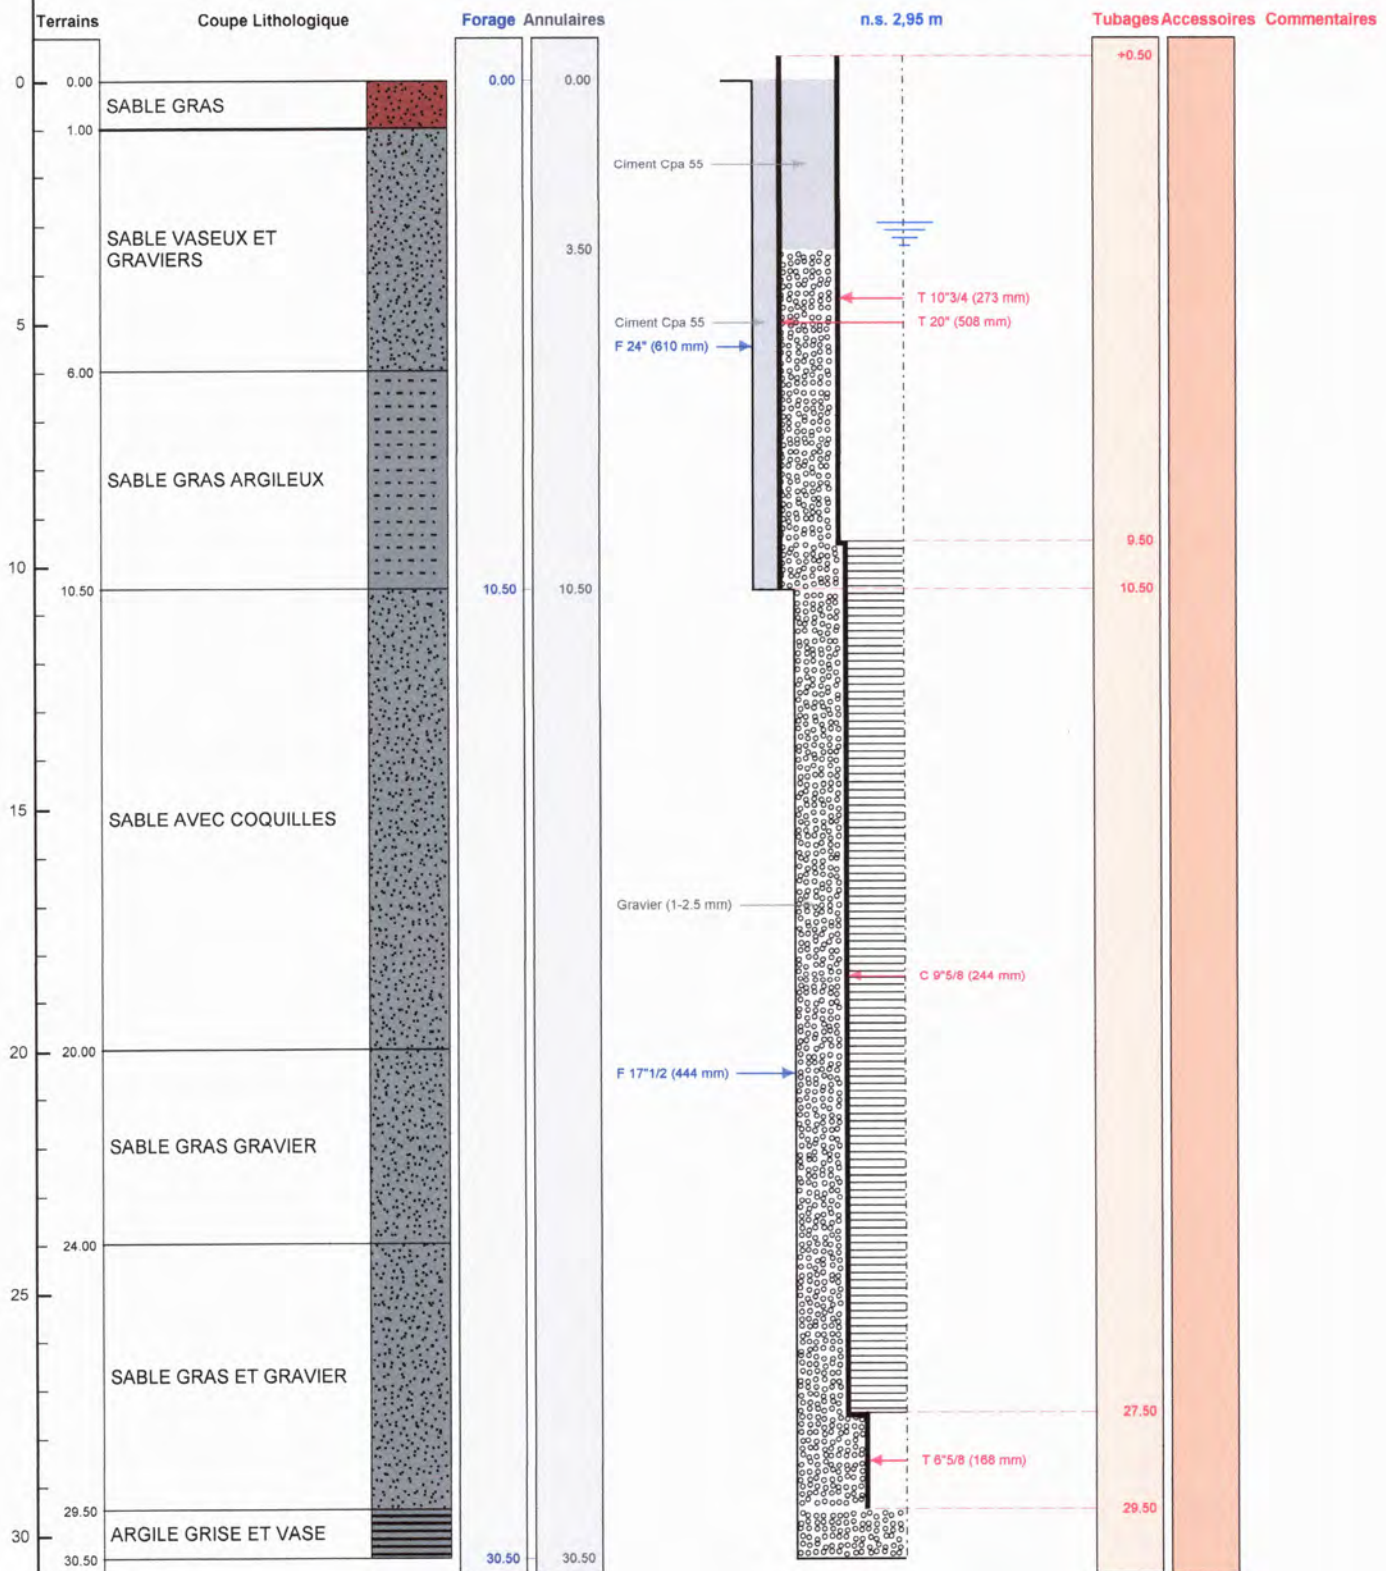 Terrains Coupe Lithologique Forage Annulaires n.s. 2,95 m Tubages Accessoires Commentaires
+0.50
0 0.00 0.00 0.00
SABLE GRAS
1.00
Ciment Cpa 55
SABLE VASEUX ET
GRAVIERS
3.50
T 10"3/4 (273 mm)
5 Ciment Cpa 55 T 20" (508 mm)
F 24" (610 mm)
6.00
SABLE GRAS ARGILEUX
9.50
10
10.50 10.50 10.50 10.50
15
SABLE AVEC COQUILLES
Gravier (1-2.5 mm)
C 9"5/8 (244 mm)
20 20.00
F 17"1/2 (444 mm)
SABLE GRAS GRAVIER
24.00
25
SABLE GRAS ET GRAVIER
27.50
T 6"5/8 (168 mm)
29.50 29.50
30 ARGILE GRISE ET VASE
30.50 30.50 30.50